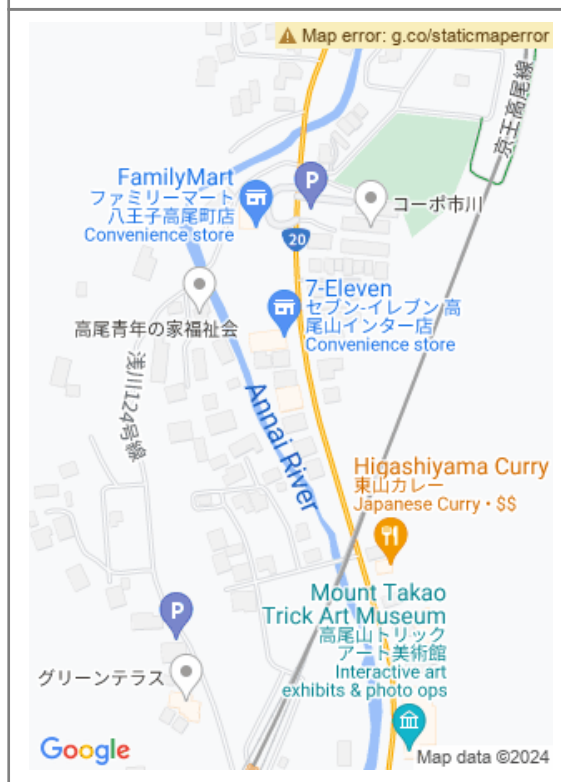 Map error: g.co/staticmaperror
京王高尾線
FamilyMart
ファミリーマート
八王子高尾町店
Convenience store
P
コーポ市川
20
7-Eleven
セブン-イレブン 高
尾山インター店
Convenience store
高尾青年の家福祉会
浅川124号線
Annai River
Higashiyama Curry
東山カレー
Japanese Curry • $$
Mount Takao
Trick Art Museum
高尾山トリック
アート美術館
Interactive art
exhibits & photo ops
P
グリーンテラス
Google
Map data ©2024